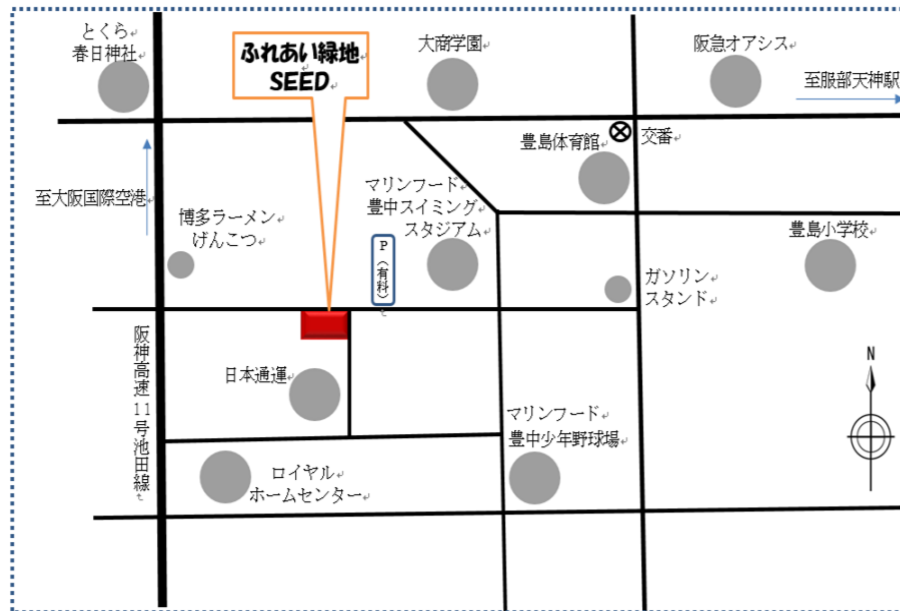 とくら
春日神社
ふれあい緑地
SEED
大商学園
阪急オアシス
至服部天神駅
豊島体育館
交番
至大阪国際空港
マリンフード
豊中スイミング
スタジアム
博多ラーメン
げんこつ
P（有料）
豊島小学校
ガソリン
スタンド
阪神高速11号池田線
日本通運
N
マリンフード
豊中少年野球場
ロイヤル
ホームセンター